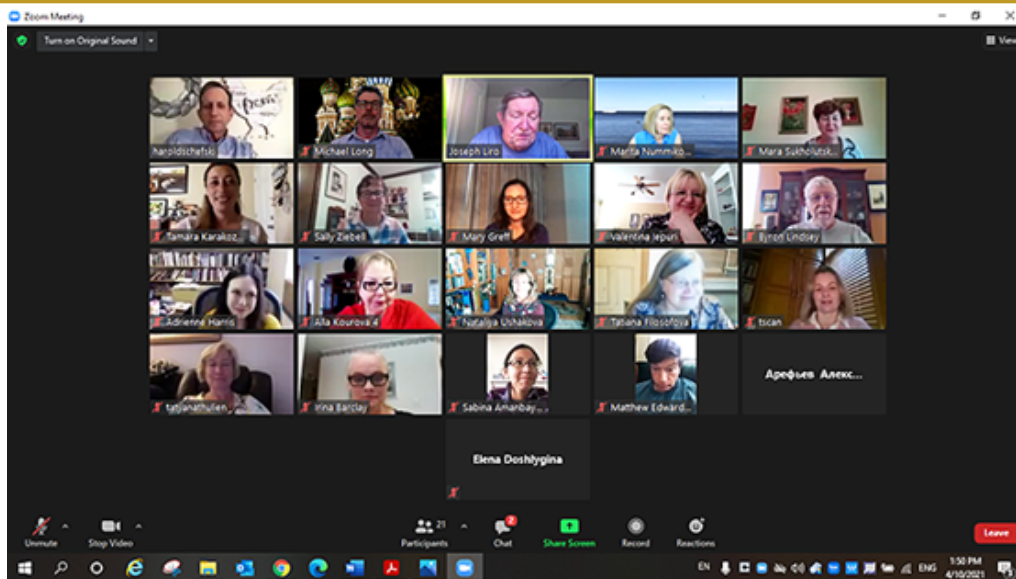 Zoom Meeting
Turn on Original Sound
View
haroldschefski
Michael Long
Joseph Liro
Marita Nummiko...
Mara Sukholutsk...
Tamara Karakoz...
Sally Ziebell
Mary Greff
Valentina Iepuri
Byron Lindsey
Adrienne Harris
Alla Kourova 4
Nataliya Ushakova
Tatiana Filosofova
tscan
tatyanathullen
Irina Barclay
Sabina Amanbay...
Matthew Edward...
Арефьев Алекс...
Elena Doshlygina
Unmute
Stop Video
21
Participants
2
Chat
Share Screen
Record
Reactions
Leave
EN
ENG
1:50 PM
4/10/2021